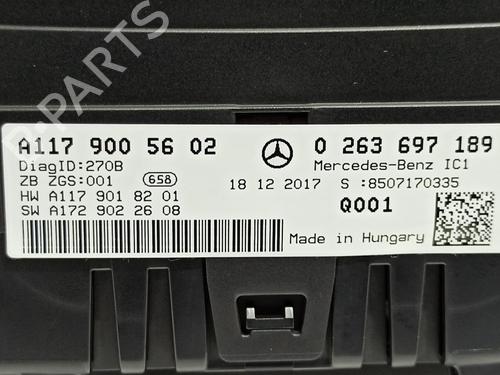 A117 900 56 02
0 263 697 189
DiagID:270B
Mercedes-Benz IC1
ZB ZGS:001
658
18 12 2017
S :8507170335
HW A117 901 82 01
Q001
SW A172 902 26 08
Made in Hungary
B-PARTS